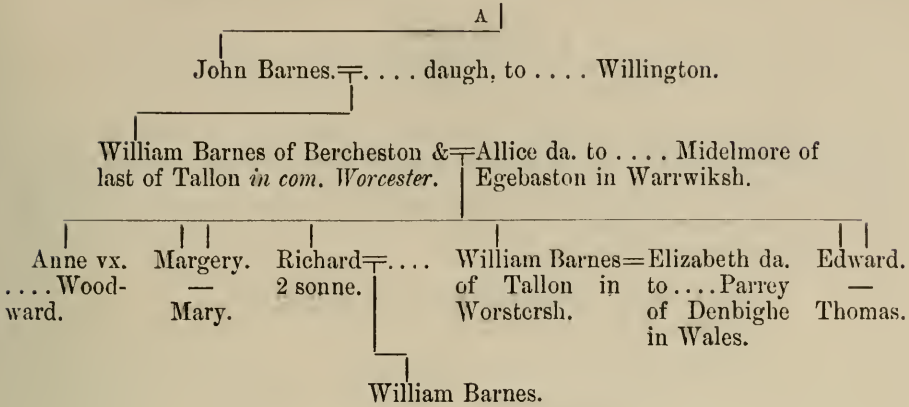 A
John Barnes. . . . . daugh, to . . . . Willington.
William Barnes of Bercheston &
last of Tallon in com. Worcester.
Allice da. to . . . . Midelmore of
Egebaston in Warrwiksh.
Anne vx.
. . . . Wood-
ward.
Margery.
—
Mary.
Richard . . . .
2 sonne.
William Barnes
of Tallon in
Worstersh.
Elizabeth da.
to . . . . Parrey
of Denbighe
in Wales.
Edward.
—
Thomas.
William Barnes.